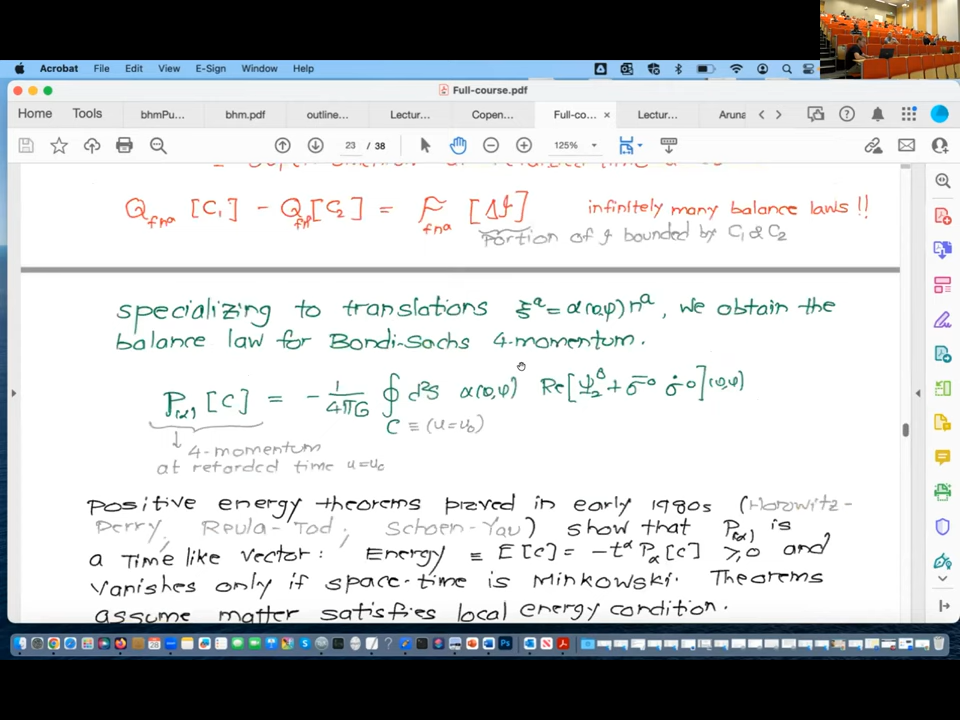 Acrobat File Edit View E-Sign Window Help
Full-course.pdf
Home Tools bhmPu... bhm.pdf outline... Lectur... Copen... Full-co... × Lectur... Aruna
23 / 38 125%
Q_{fn^a} [C_1] - Q_{fn}[C_2] = F_{fn^a} [Δℐ] infinitely many balance laws!!
portion of ℐ bounded by C_1 & C_2
specializing to translations ξ^a = α(θ,φ) n^a, we obtain the
balance law for Bondi-Sachs 4-momentum.
P_{(α)} [C] = - 1/4πG ∮ d²S α(θ,φ) Re[Ψ_2^0 + σ̄^0 σ̇^0](θ,φ)
C ≡ (u=u_0)
↓ 4-momentum
at retorded time u=u_0
Positive energy theorems proved in early 1980s (Horowitz-
Perry, Reula-Tod; Schoen-Yau) show that P_{(α)} is
a Time like vector: Energy ≡ E[C] = -t^α P_α[C] ≥0 and
vanishes only if space-time is Minkowski. Theorems
assume matter satisfies local energy condition.